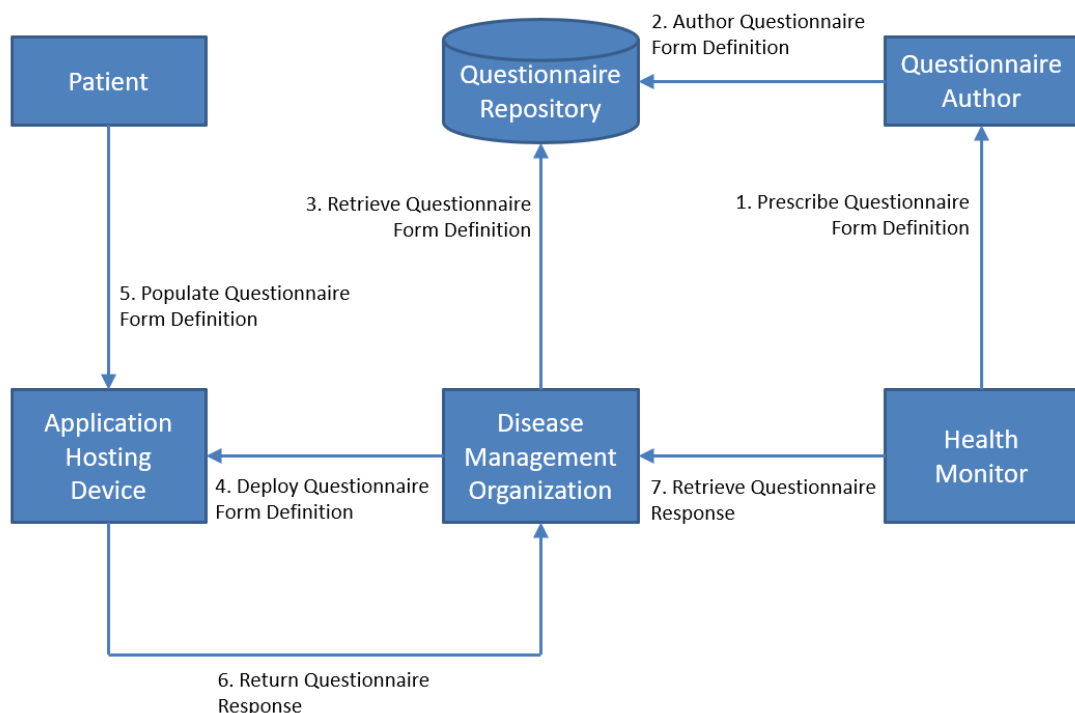 Patient
Questionnaire
Repository
2. Author Questionnaire
Form Definition
Questionnaire
Author
3. Retrieve Questionnaire
Form Definition
1. Prescribe Questionnaire
Form Definition
5. Populate Questionnaire
Form Definition
Application
Hosting
Device
4. Deploy Questionnaire
Form Definition
Disease
Management
Organization
7. Retrieve Questionnaire
Response
Health
Monitor
6. Return Questionnaire
Response